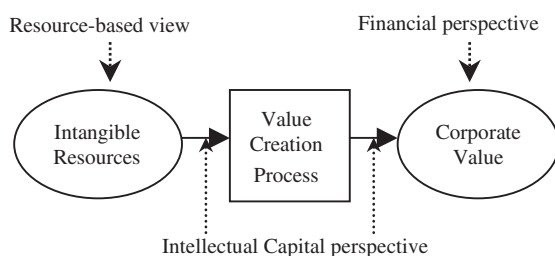 Resource-based view
Financial perspective
Intangible
Resources
Value
Creation
Process
Corporate
Value
Intellectual Capital perspective